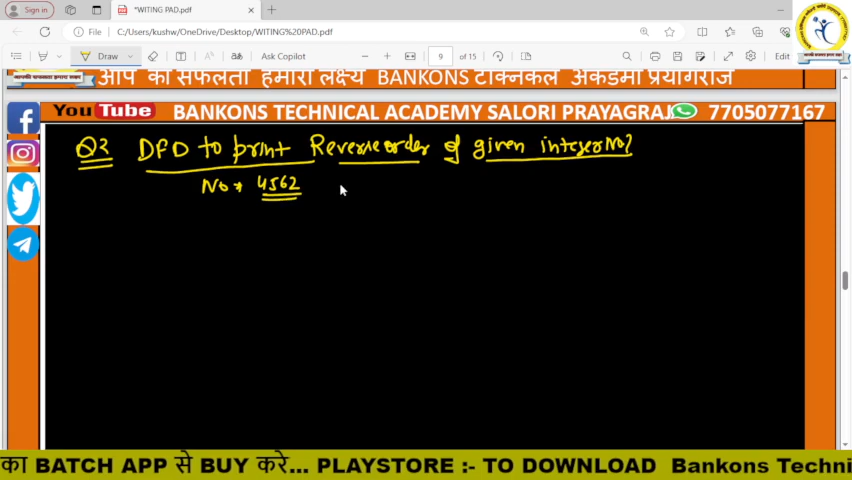 Sign in
*WITING PAD.pdf
File C:/Users/kushw/OneDrive/Desktop/WITING%20PAD.pdf
Draw Ask Copilot 9 of 15 Edit
आप की सफलता हमारा लक्ष्य BANKONS टेक्निकल अकैडमी प्रयागराज
YouTube BANKONS TECHNICAL ACADEMY SALORI PRAYAGRAJ 7705077167
Q2 DFD to print Reverse order of given integer No?
No → 4562
का BATCH APP से BUY करे... PLAYSTORE :- TO DOWNLOAD Bankons Techni